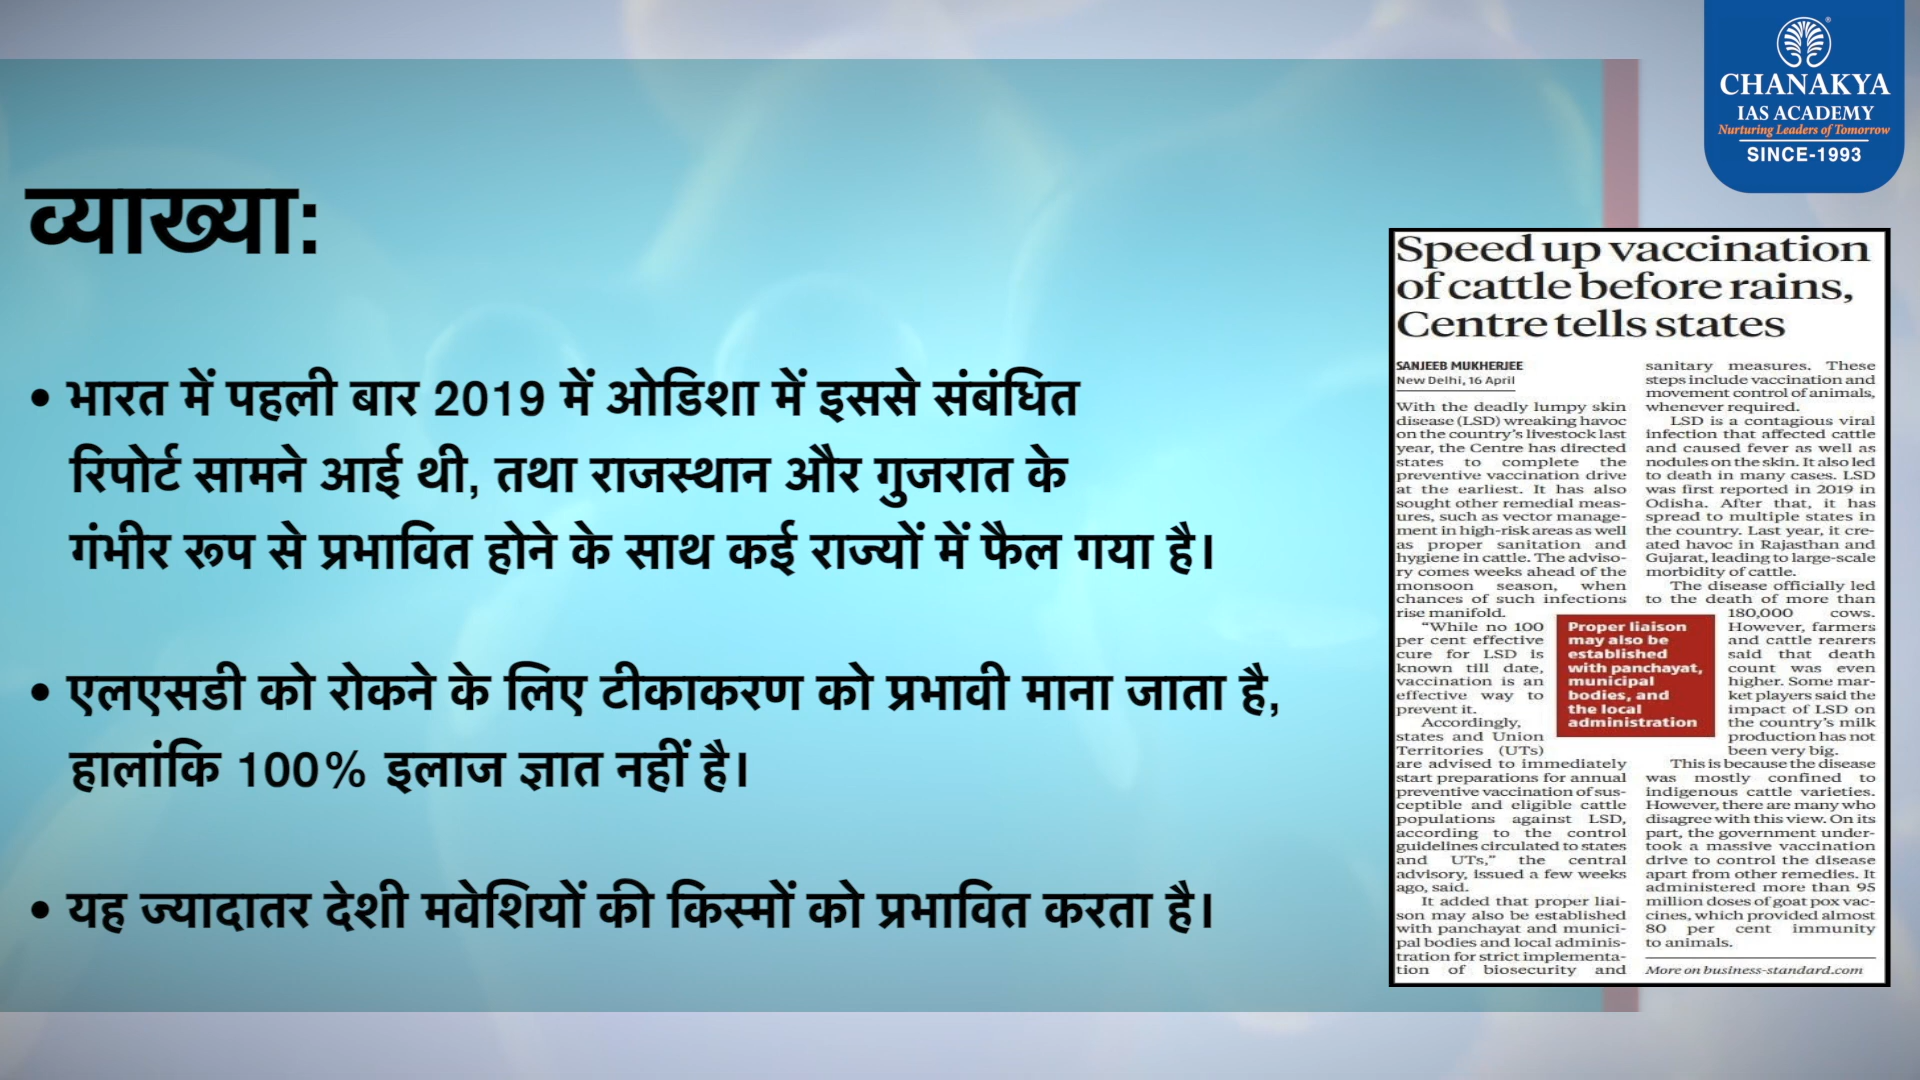 CHANAKYA
IAS ACADEMY
Nurturing Leaders of Tomorrow
SINCE-1993
व्याख्या:
• भारत में पहली बार 2019 में ओडिशा में इससे संबंधित
रिपोर्ट सामने आई थी, तथा राजस्थान और गुजरात के
गंभीर रूप से प्रभावित होने के साथ कई राज्यों में फैल गया है।
• एलएसडी को रोकने के लिए टीकाकरण को प्रभावी माना जाता है,
हालांकि 100% इलाज ज्ञात नहीं है।
• यह ज्यादातर देशी मवेशियों की किस्मों को प्रभावित करता है।
Speed up vaccination
of cattle before rains,
Centre tells states
SANJEEB MUKHERJEE
New Delhi, 16 April
With the deadly lumpy skin
disease (LSD) wreaking havoc
on the country's livestock last
year, the Centre has directed
states to complete the
preventive vaccination drive
at the earliest. It has also
sought other remedial meas-
ures, such as vector manage-
ment in high-risk areas as well
as proper sanitation and
hygiene in cattle. The adviso-
ry comes weeks ahead of the
monsoon season, when
chances of such infections
rise manifold.
"While no 100
per cent effective
cure for LSD is
known till date,
vaccination is an
effective way to
prevent it.
Accordingly,
states and Union
Territories (UTs)
are advised to immediately
start preparations for annual
preventive vaccination of sus-
ceptible and eligible cattle
populations against LSD,
according to the control
guidelines circulated to states
and UTs," the central
advisory, issued a few weeks
ago, said.
It added that proper liai-
son may also be established
with panchayat and munici-
pal bodies and local adminis-
tration for strict implementa-
tion of biosecurity and
Proper liaison
may also be
established
with panchayat,
municipal
bodies, and
the local
administration
sanitary measures. These
steps include vaccination and
movement control of animals,
whenever required.
LSD is a contagious viral
infection that affected cattle
and caused fever as well as
nodules on the skin. It also led
to death in many cases. LSD
was first reported in 2019 in
Odisha. After that, it has
spread to multiple states in
the country. Last year, it cre-
ated havoc in Rajasthan and
Gujarat, leading to large-scale
morbidity of cattle.
The disease officially led
to the death of more than
180,000 cows.
However, farmers
and cattle rearers
said that death
count was even
higher. Some mar-
ket players said the
impact of LSD on
the country's milk
production has not
been very big.
This is because the disease
was mostly confined to
indigenous cattle varieties.
However, there are many who
disagree with this view. On its
part, the government under-
took a massive vaccination
drive to control the disease
apart from other remedies. It
administered more than 95
million doses of goat pox vac-
cines, which provided almost
80 per cent immunity
to animals.
More on business-standard.com